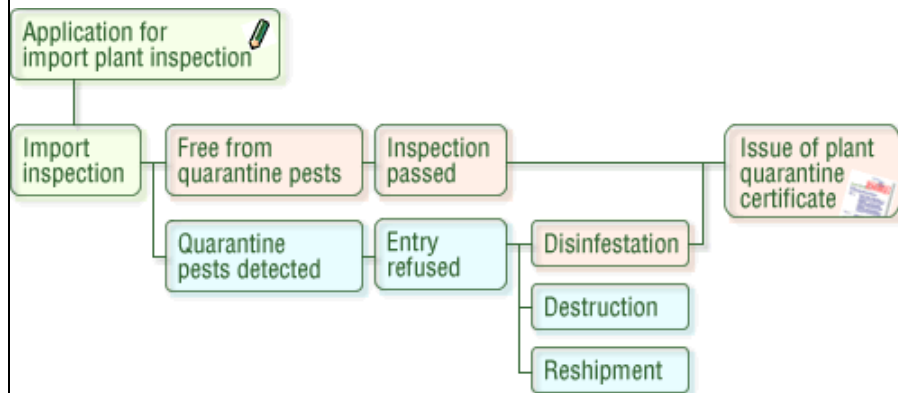 Application for
import plant inspection
Import
inspection
Free from
quarantine pests
Inspection
passed
Issue of plant
quarantine
certificate
Quarantine
pests detected
Entry
refused
Disinfestation
Destruction
Reshipment